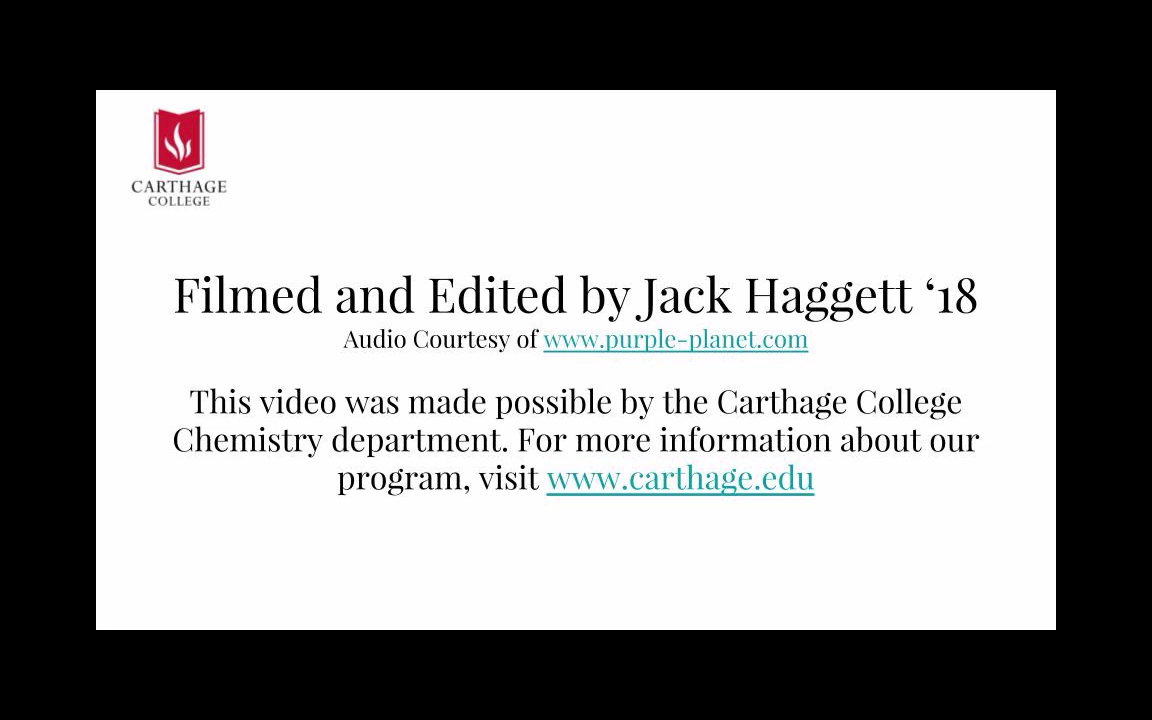 CARTHAGE
COLLEGE
Filmed and Edited by Jack Haggett ‘18
Audio Courtesy of www.purple-planet.com
This video was made possible by the Carthage College
Chemistry department. For more information about our
program, visit www.carthage.edu